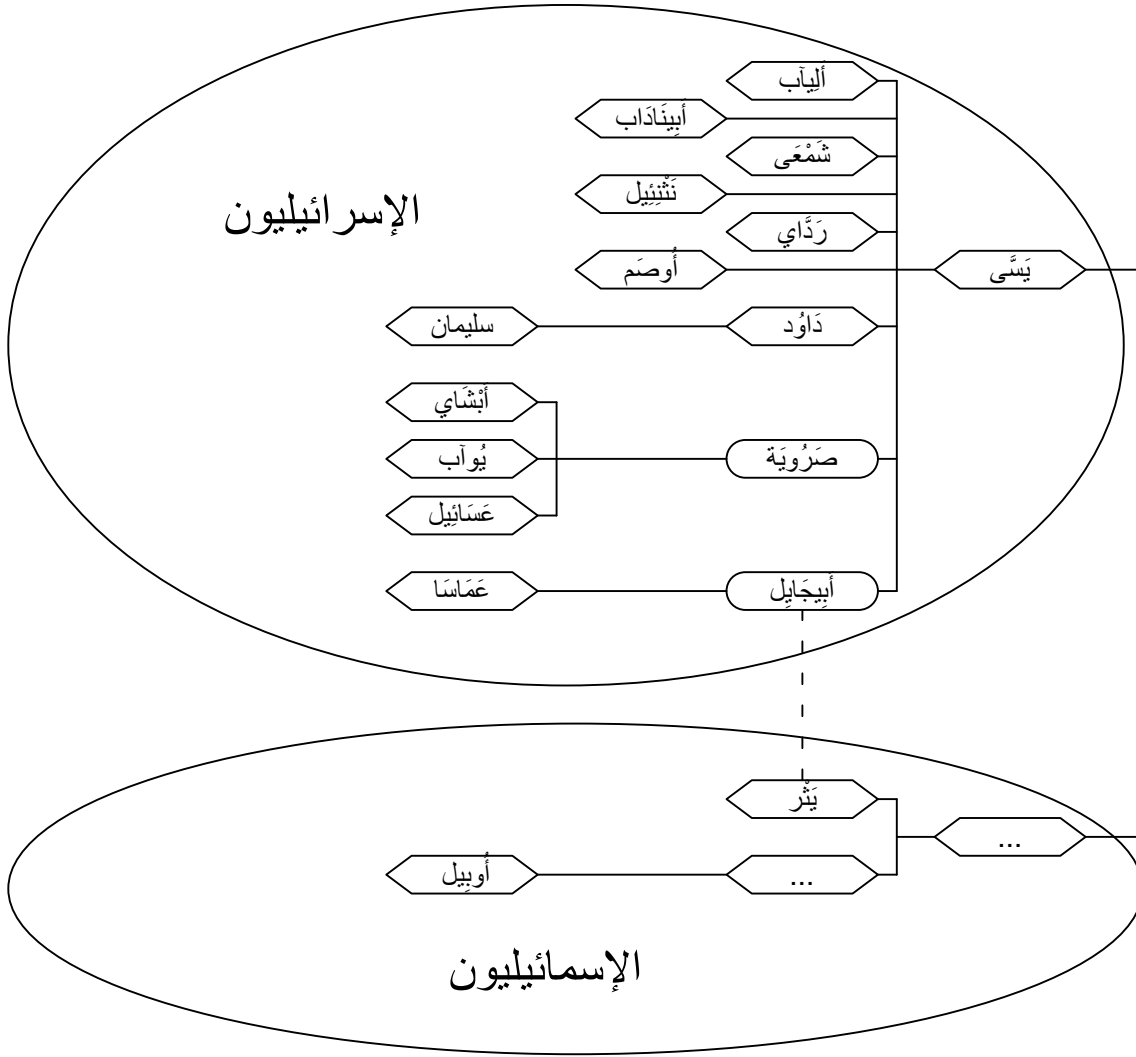 أَلِيآب
أَبِينَادَاب
شَمْعَى
نَثْنِئِيل
الإسرائيليون
رَدَّاي
يَسَّى
أُوصَم
دَاوُد
سليمان
أَبْشَاي
صَرُويَة
يُوآب
عَسَائِيل
أَبِيجَايِل
عَمَاسَا
يَثْر
...
...
أُوبِيل
الإسمائيليون